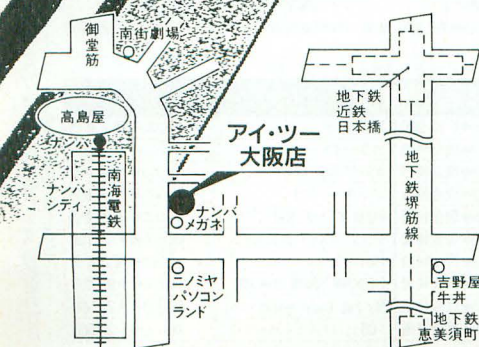 御堂筋
南街劇場
高島屋
ナンバ
ナンバ
シティ
南海電鉄
アイ・ツー
大阪店
ナンバ
メガネ
ニノミヤ
パソコン
ランド
地下鉄
近鉄
日本橋
地下鉄堺筋線
吉野屋
牛丼
地下鉄
恵美須町